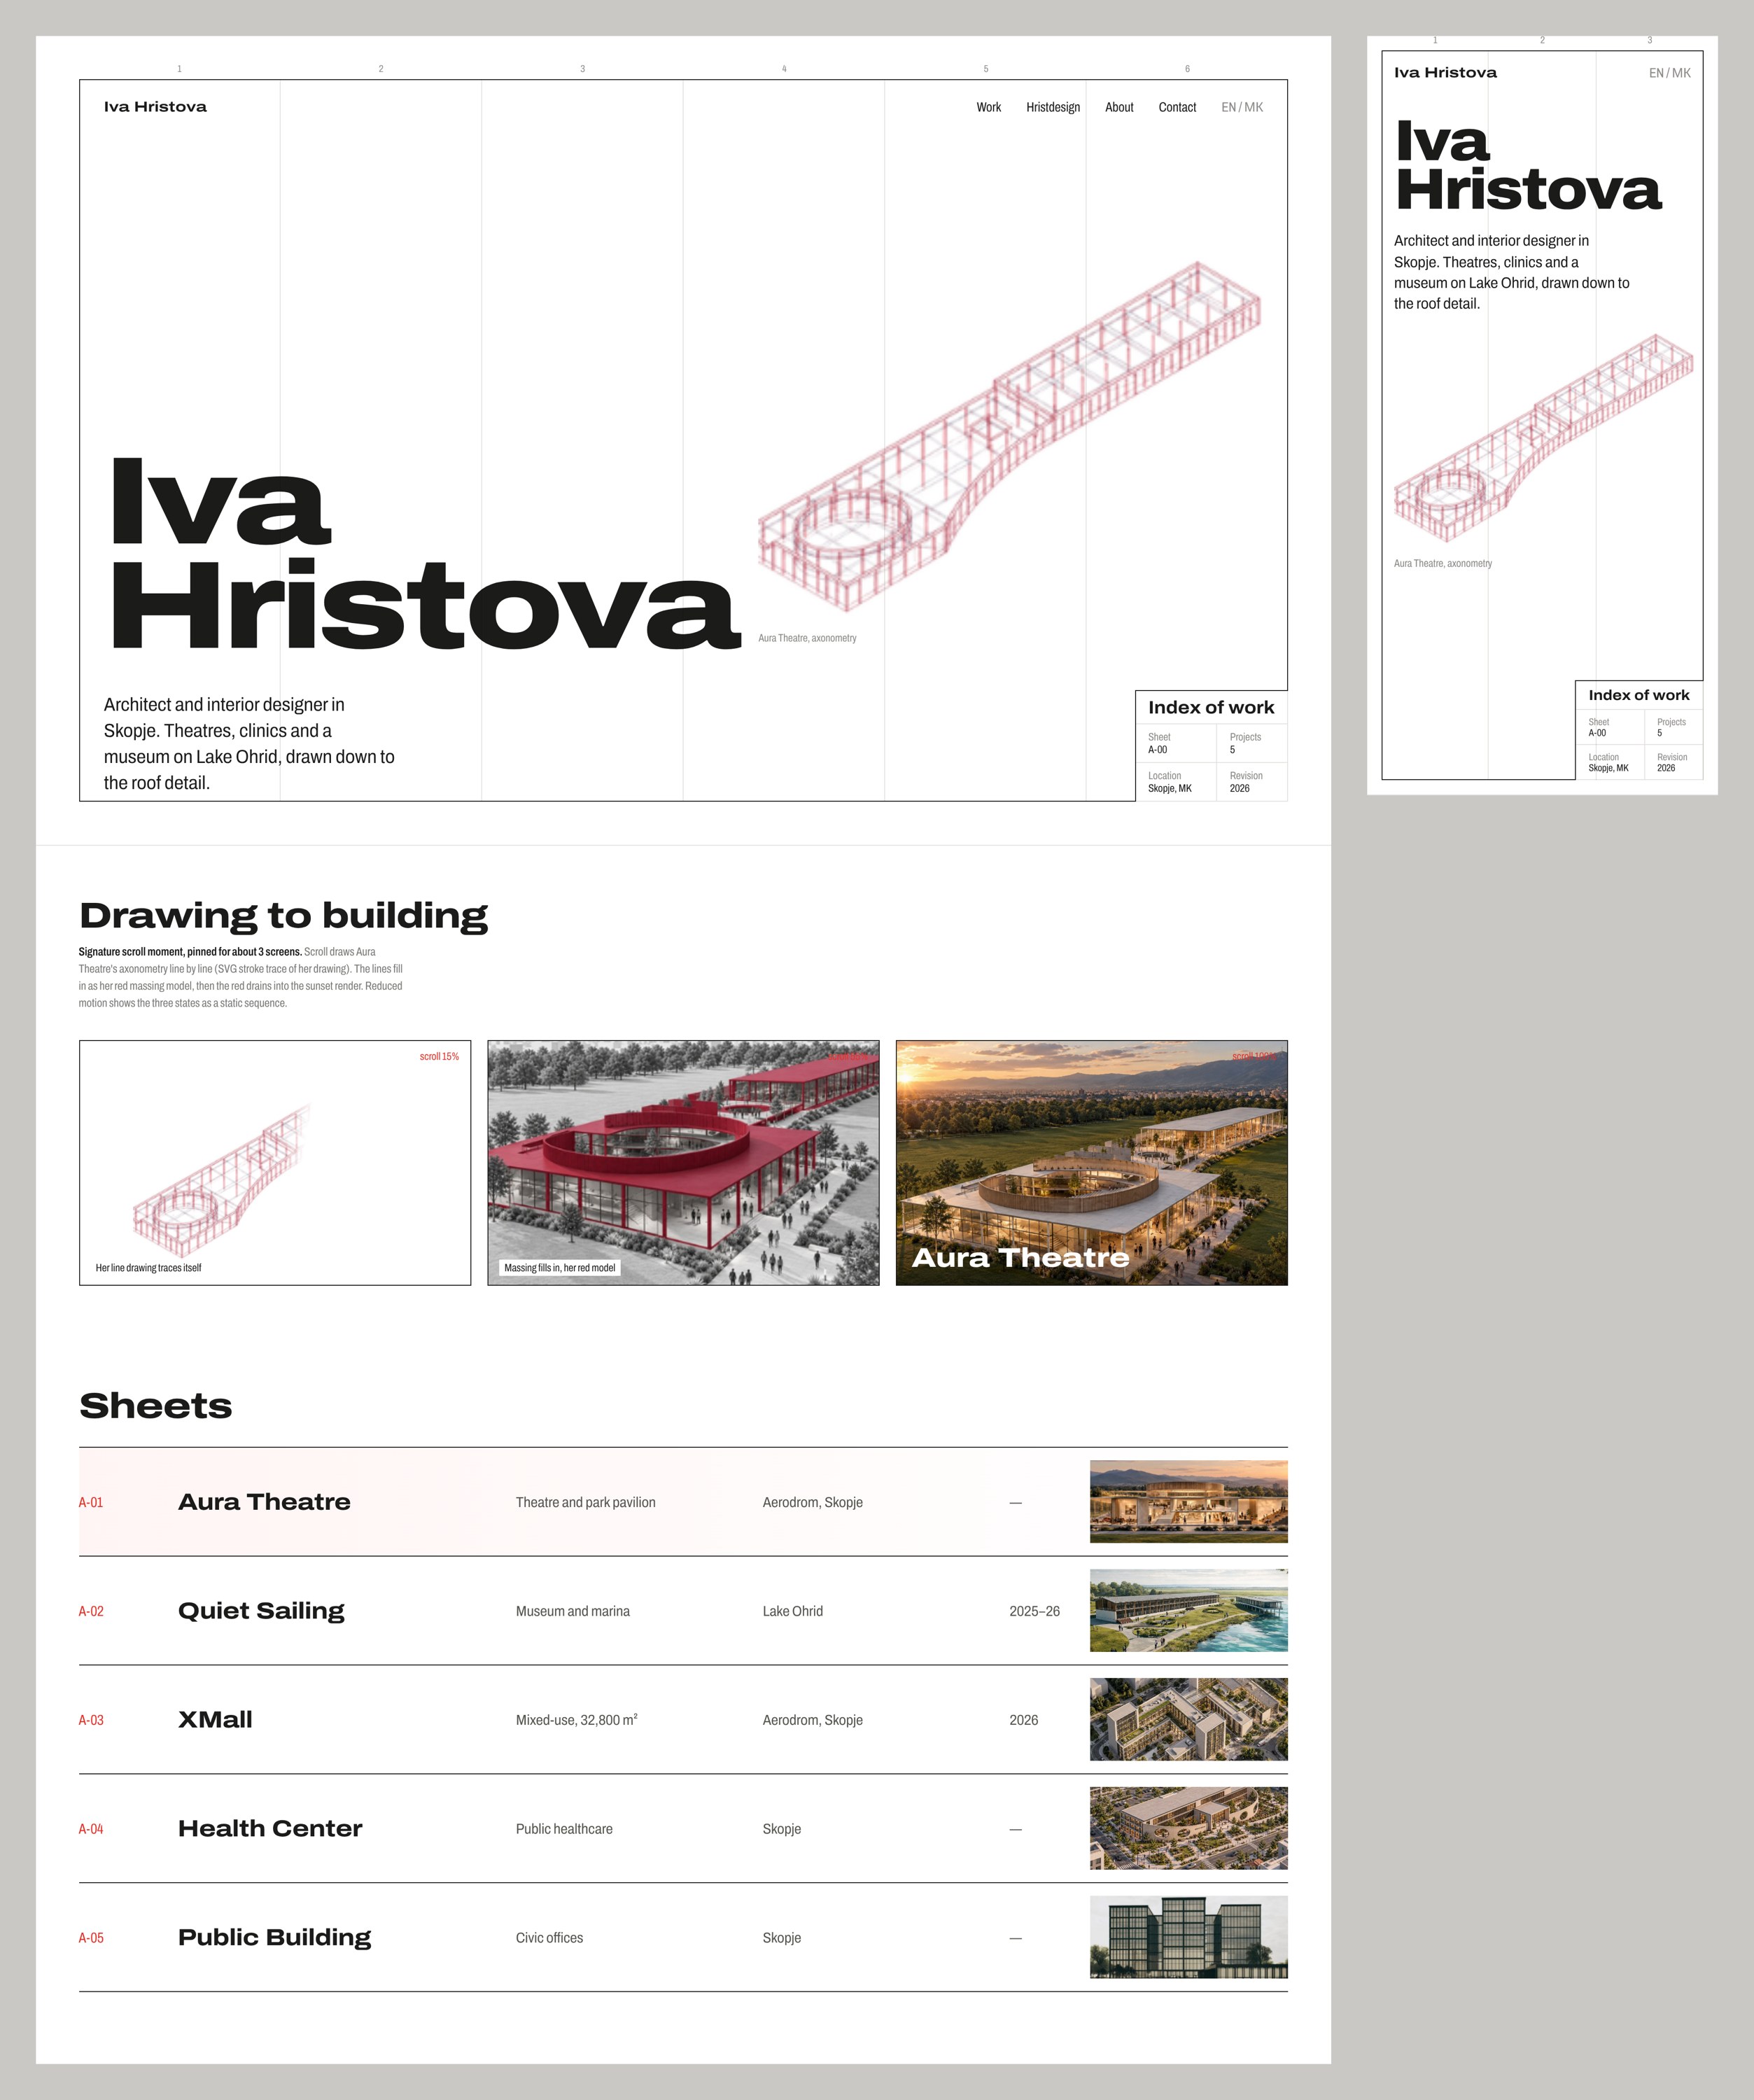 1 2 3 4 5 6
Iva Hristova
Work Hristdesign About Contact EN / MK
Iva
Hristova
Aura Theatre, axonometry
Architect and interior designer in
Skopje. Theatres, clinics and a
museum on Lake Ohrid, drawn down to
the roof detail.
Index of work
Sheet Projects
A-00 5
Location Revision
Skopje, MK 2026
Drawing to building
Signature scroll moment, pinned for about 3 screens. Scroll draws Aura
Theatre's axonometry line by line (SVG stroke trace of her drawing). The lines fill
in as her red massing model, then the red drains into the sunset render. Reduced
motion shows the three states as a static sequence.
scroll 15%
Her line drawing traces itself
Massing fills in, her red model
scroll 100%
Aura Theatre
Sheets
A-01 Aura Theatre Theatre and park pavilion Aerodrom, Skopje —
A-02 Quiet Sailing Museum and marina Lake Ohrid 2025–26
A-03 XMall Mixed-use, 32,800 m² Aerodrom, Skopje 2026
A-04 Health Center Public healthcare Skopje —
A-05 Public Building Civic offices Skopje —
1 2 3
Iva Hristova EN / MK
Iva
Hristova
Architect and interior designer in
Skopje. Theatres, clinics and a
museum on Lake Ohrid, drawn down to
the roof detail.
Aura Theatre, axonometry
Index of work
Sheet Projects
A-00 5
Location Revision
Skopje, MK 2026